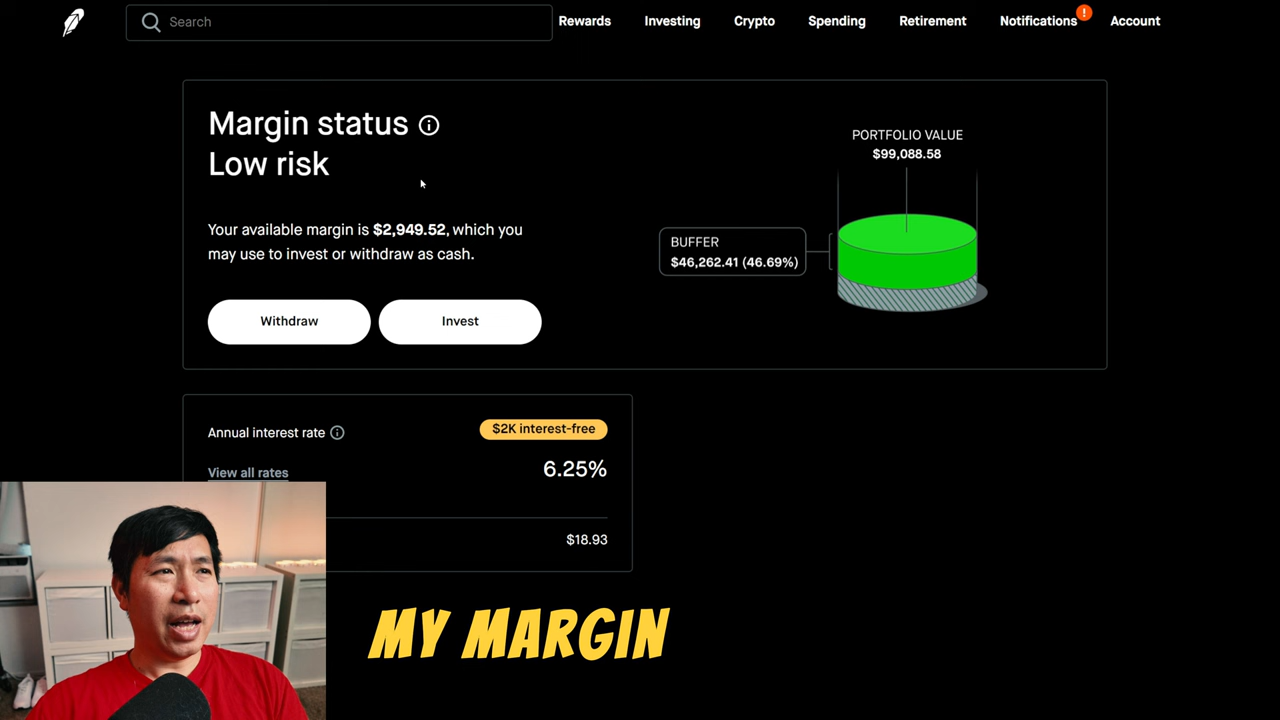 Search
Rewards
Investing
Crypto
Spending
Retirement
Notifications
!
Account
Margin status
Low risk
Your available margin is $2,949.52, which you
may use to invest or withdraw as cash.
Withdraw
Invest
PORTFOLIO VALUE
$99,088.58
BUFFER
$46,262.41 (46.69%)
Annual interest rate
$2K interest-free
View all rates
6.25%
$18.93
MY MARGIN